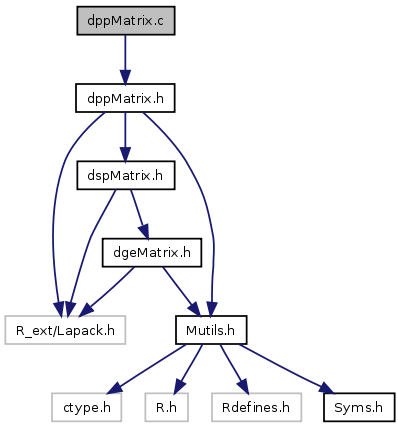 dppMatrix.c
dppMatrix.h
dspMatrix.h
dgeMatrix.h
R_ext/Lapack.h
Mutils.h
ctype.h
R.h
Rdefines.h
Syms.h